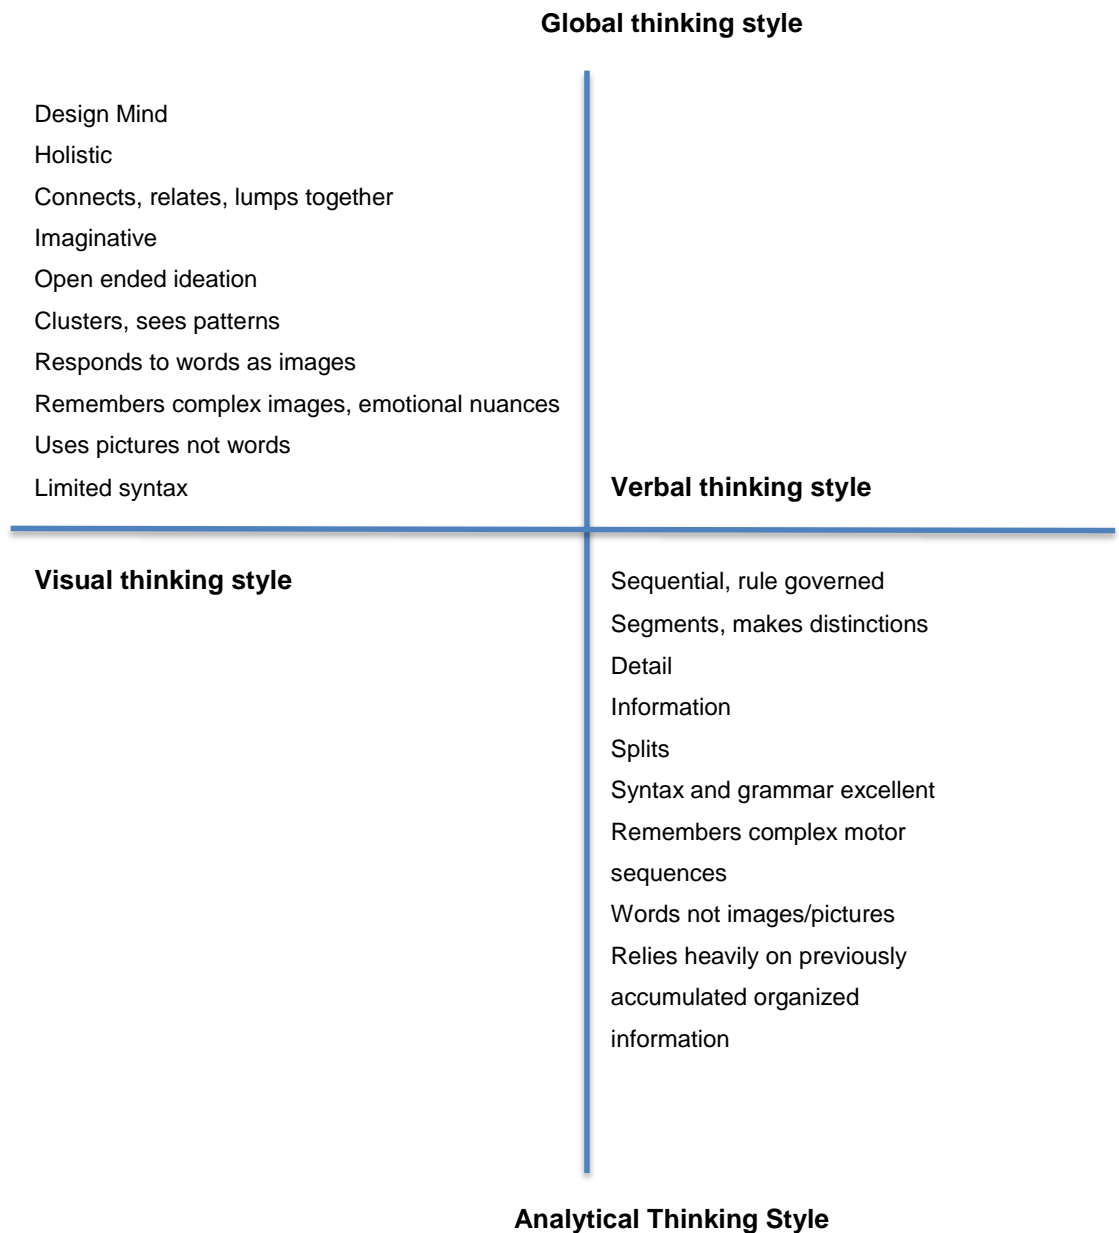 Global thinking style
Design Mind
Holistic
Connects, relates, lumps together
Imaginative
Open ended ideation
Clusters, sees patterns
Responds to words as images
Remembers complex images, emotional nuances
Uses pictures not words
Limited syntax
Verbal thinking style
Visual thinking style
Sequential, rule governed
Segments, makes distinctions
Detail
Information
Splits
Syntax and grammar excellent
Remembers complex motor
sequences
Words not images/pictures
Relies heavily on previously
accumulated organized
information
Analytical Thinking Style